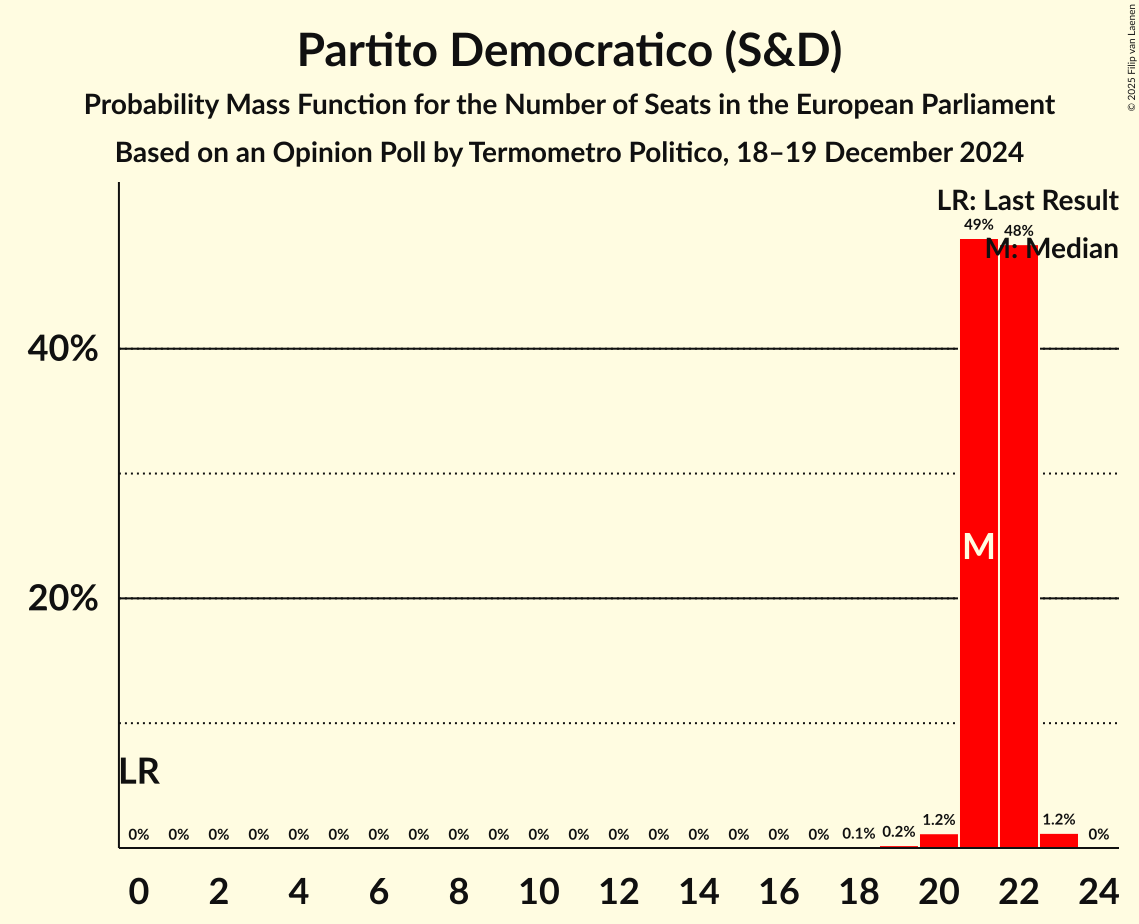 Partito Democratico (S&D)
Probability Mass Function for the Number of Seats in the European Parliament
Based on an Opinion Poll by Termometro Politico, 18–19 December 2024
© 2025 Filip van Laenen
LR: Last Result
M: Median
49% 48%
40%
20%
M
LR
0% 0% 0% 0% 0% 0% 0% 0% 0% 0% 0% 0% 0% 0% 0% 0% 0% 0% 0.1% 0.2% 1.2% 1.2% 0%
0 2 4 6 8 10 12 14 16 18 20 22 24